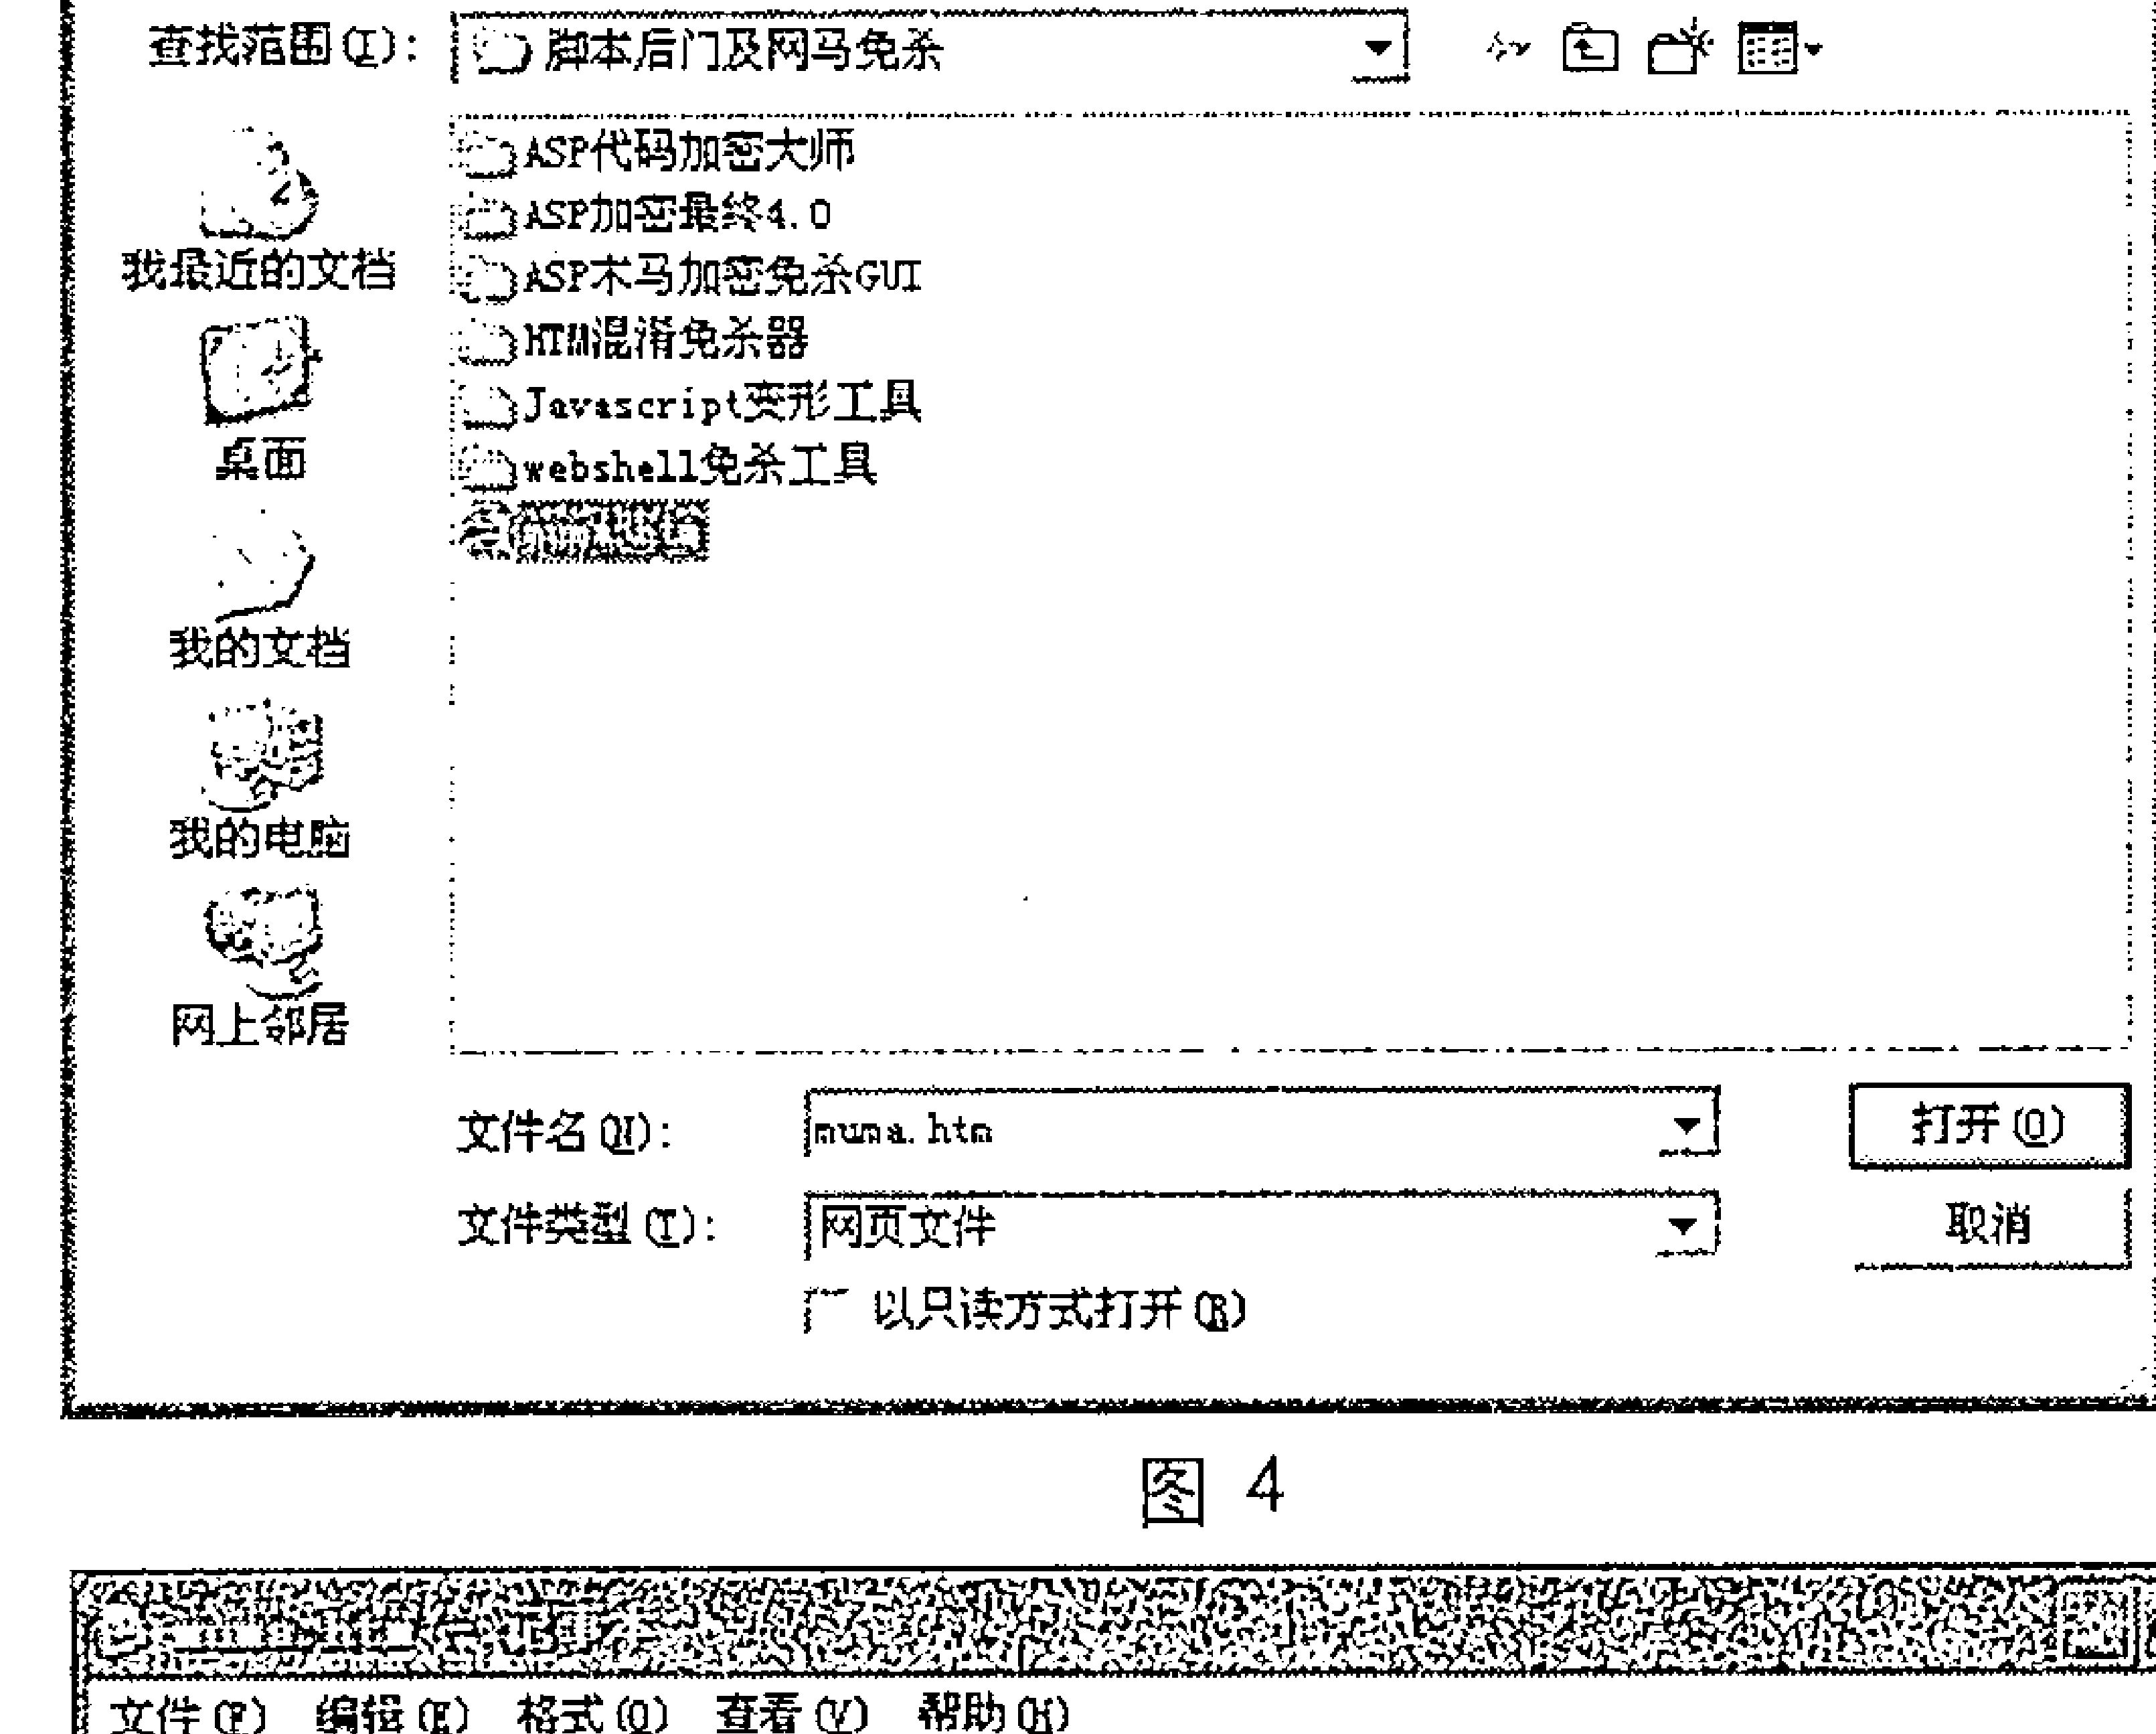 查找范围(I): 脚本后门及网马免杀
ASP代码加密大师
ASP加密最终4.0
ASP木马加密免杀GUI
HTM混淆免杀器
Javascript变形工具
webshell免杀工具
我最近的文档
桌面
我的文档
我的电脑
网上邻居
文件名(N): muma.htm 打开(O)
文件类型(T): 网页文件 取消
以只读方式打开(R)
图 4
文件(F) 编辑(E) 格式(O) 查看(V) 帮助(H)